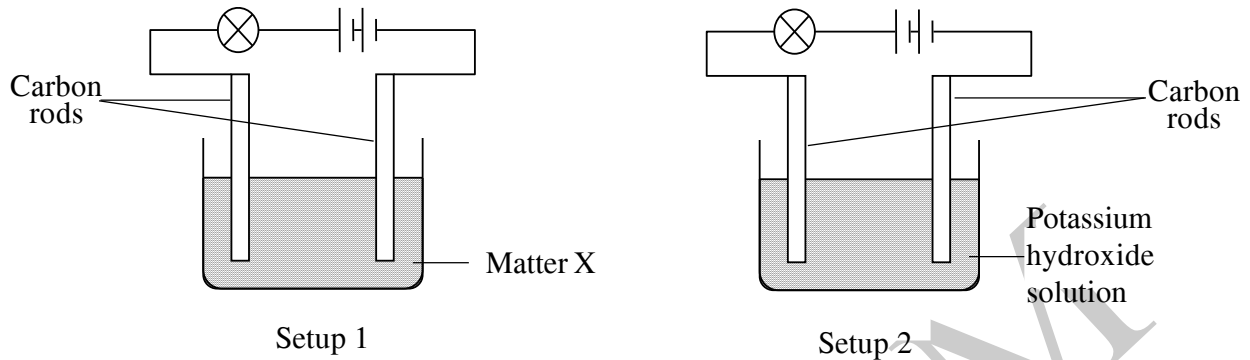 Carbon
rods
Matter X
Setup 1
Carbon
rods
Potassium
hydroxide
solution
Setup 2